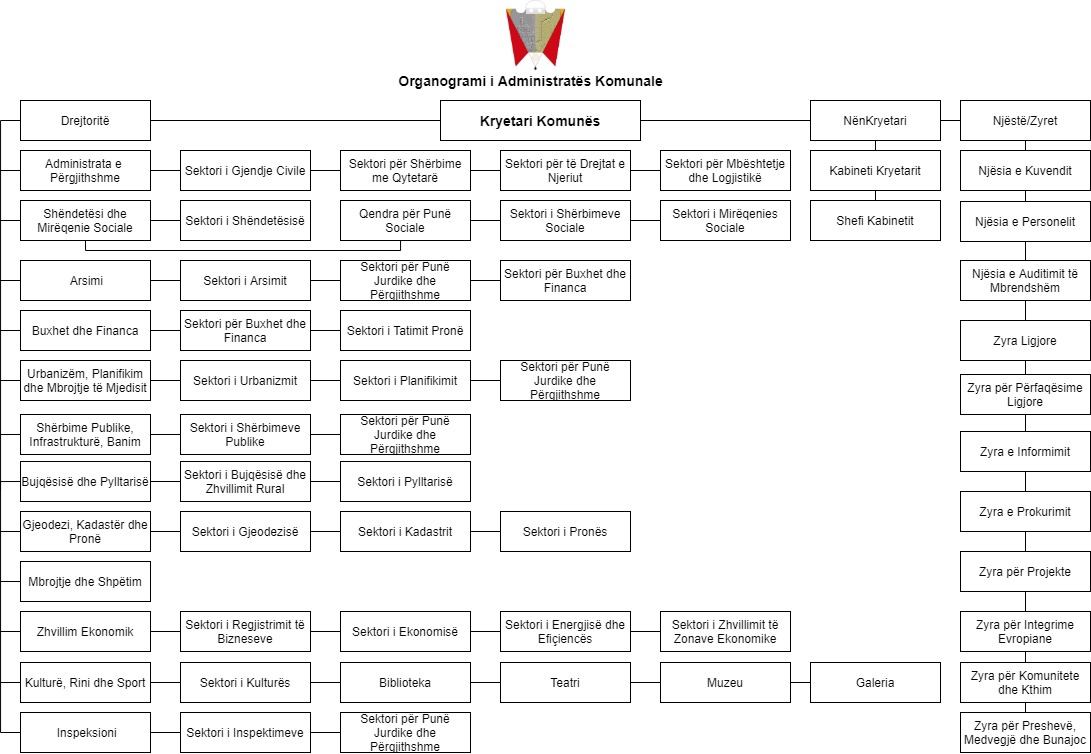 Organogrami i Administratës Komunale
Drejtoritë
Kryetari Komunës
NënKryetari
Njëstë/Zyret
Administrata e
Përgjithshme
Sektori i Gjendje Civile
Sektori për Shërbime
me Qytetarë
Sektori për të Drejtat e
Njeriut
Sektori për Mbështetje
dhe Logjistikë
Kabineti Kryetarit
Njësia e Kuvendit
Shëndetësi dhe
Mirëqenie Sociale
Sektori i Shëndetësisë
Qendra për Punë
Sociale
Sektori i Shërbimeve
Sociale
Sektori i Mirëqenies
Sociale
Shefi Kabinetit
Njësia e Personelit
Arsimi
Sektori i Arsimit
Sektori për Punë
Jurdike dhe
Përgjithshme
Sektori për Buxhet dhe
Financa
Njësia e Auditimit të
Mbrendshëm
Buxhet dhe Financa
Sektori për Buxhet dhe
Financa
Sektori i Tatimit Pronë
Zyra Ligjore
Urbanizëm, Planifikim
dhe Mbrojtje të Mjedisit
Sektori i Urbanizmit
Sektori i Planifikimit
Sektori për Punë
Jurdike dhe
Përgjithshme
Zyra për Përfaqësime
Ligjore
Shërbime Publike,
Infrastrukturë, Banim
Sektori i Shërbimeve
Publike
Sektori për Punë
Jurdike dhe
Përgjithshme
Zyra e Informimit
Bujqësisë dhe Pylltarisë
Sektori i Bujqësisë dhe
Zhvillimit Rural
Sektori i Pylltarisë
Zyra e Prokurimit
Gjeodezi, Kadastër dhe
Pronë
Sektori i Gjeodezisë
Sektori i Kadastrit
Sektori i Pronës
Mbrojtje dhe Shpëtim
Zyra për Projekte
Zhvillim Ekonomik
Sektori i Regjistrimit të
Bizneseve
Sektori i Ekonomisë
Sektori i Energjisë dhe
Efiçiencës
Sektori i Zhvillimit të
Zonave Ekonomike
Zyra për Integrime
Evropiane
Kulturë, Rini dhe Sport
Sektori i Kulturës
Biblioteka
Teatri
Muzeu
Galeria
Zyra për Komunitete
dhe Kthim
Inspeksioni
Sektori i Inspektimeve
Sektori për Punë
Jurdike dhe
Përgjithshme
Zyra për Preshevë,
Medvegjë dhe Bunajoc